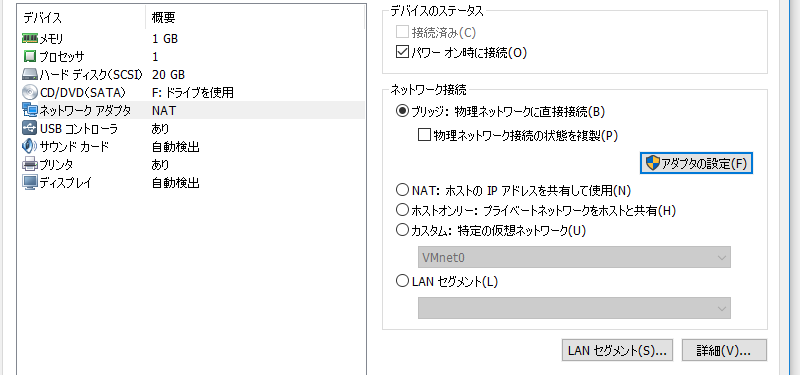 デバイス 概要
メモリ 1 GB
プロセッサ 1
ハード ディスク(SCSI) 20 GB
CD/DVD(SATA) F: ドライブを使用
ネットワーク アダプタ NAT
USB コントローラ あり
サウンド カード 自動検出
プリンタ あり
ディスプレイ 自動検出
デバイスのステータス
接続済み(C)
パワー オン時に接続(O)
ネットワーク接続
ブリッジ: 物理ネットワークに直接接続(B)
物理ネットワーク接続の状態を複製(P)
アダプタの設定(F)
NAT: ホストの IP アドレスを共有して使用(N)
ホストオンリー: プライベートネットワークをホストと共有(H)
カスタム: 特定の仮想ネットワーク(U)
VMnet0
LAN セグメント(L)
LAN セグメント(S)... 詳細(V)...